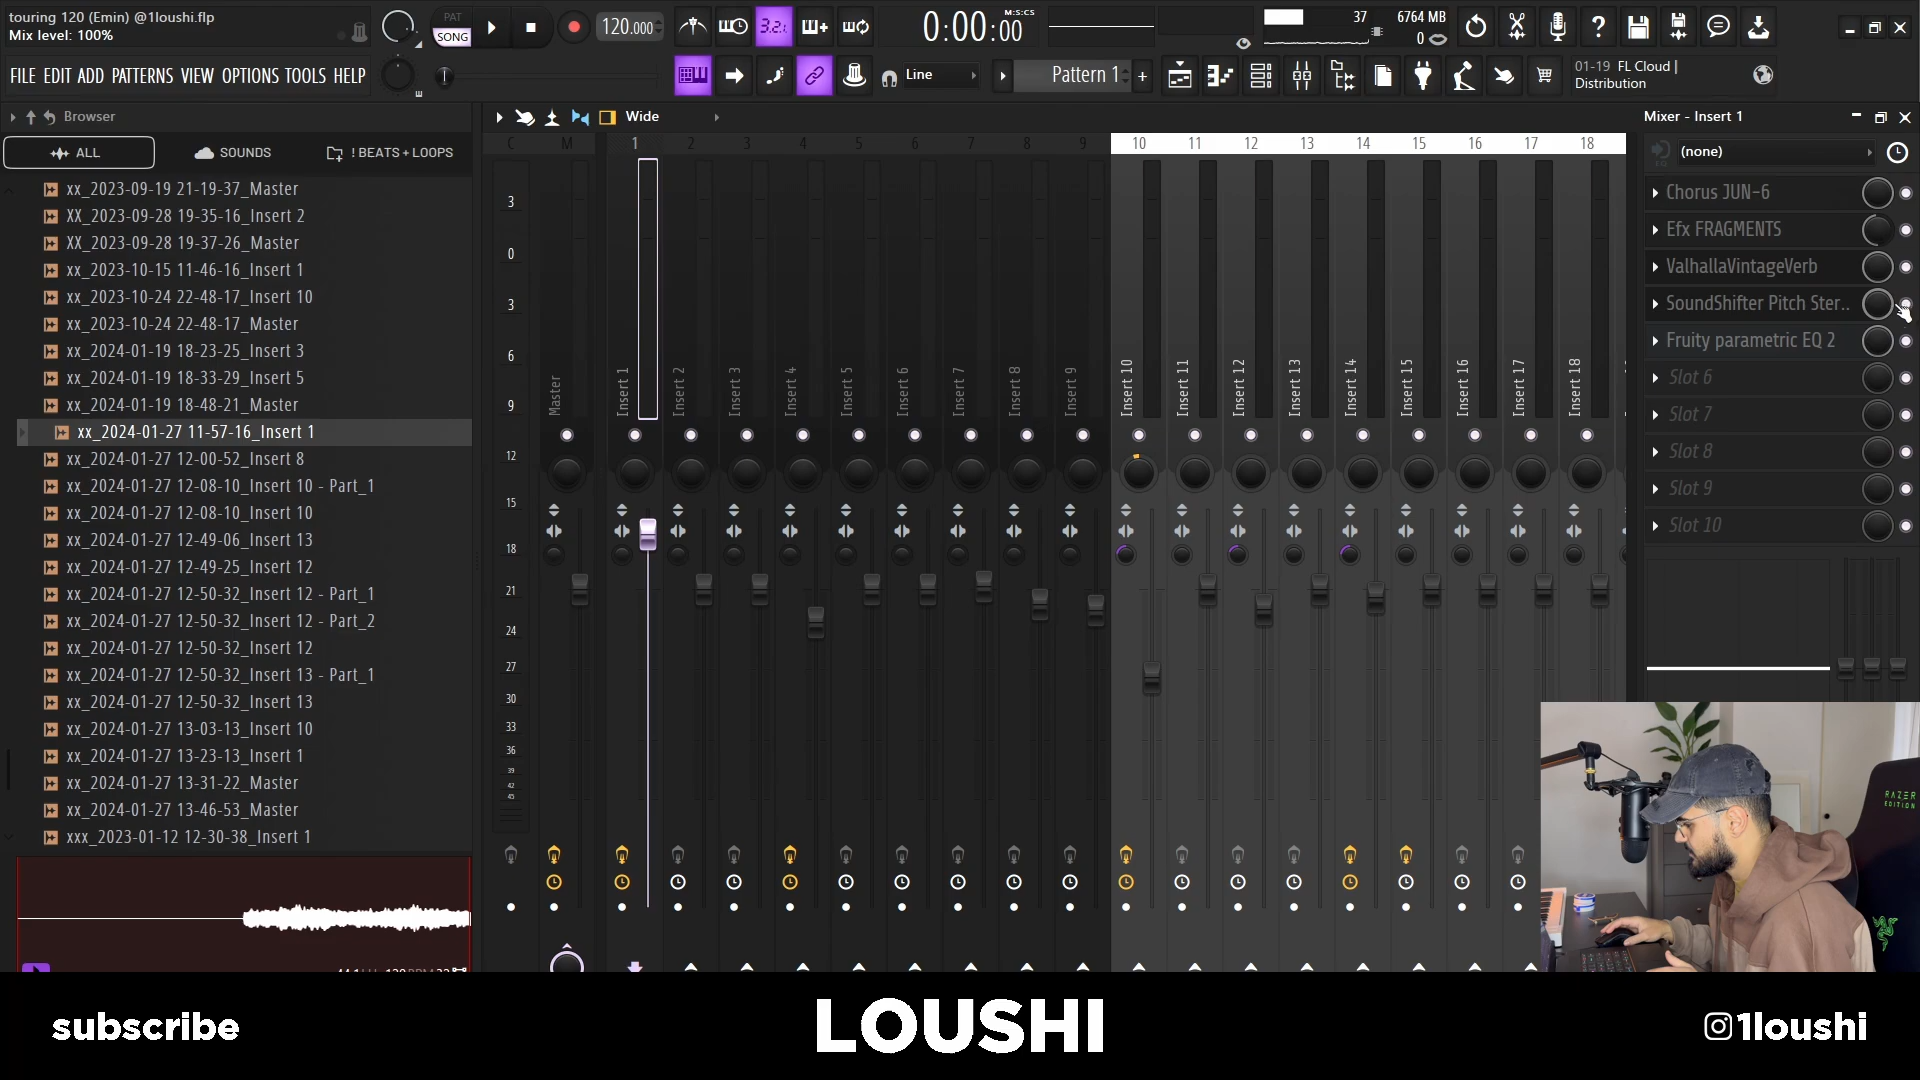 touring 120 (Emin) @1loushi.flp
Mix level: 100%
PAT
SONG
120.000
3.2.
0:00:00
M:S:CS
37
6764 MB
0
FILE EDIT ADD PATTERNS VIEW OPTIONS TOOLS HELP
Line
Pattern 1
01-19 FL Cloud |
Distribution
Browser
ALL
SOUNDS
! BEATS + LOOPS
xx_2023-09-19 21-19-37_Master
XX_2023-09-28 19-35-16_Insert 2
XX_2023-09-28 19-37-26_Master
xx_2023-10-15 11-46-16_Insert 1
xx_2023-10-24 22-48-17_Insert 10
xx_2023-10-24 22-48-17_Master
xx_2024-01-19 18-23-25_Insert 3
xx_2024-01-19 18-33-29_Insert 5
xx_2024-01-19 18-48-21_Master
xx_2024-01-27 11-57-16_Insert 1
xx_2024-01-27 12-00-52_Insert 8
xx_2024-01-27 12-08-10_Insert 10 - Part_1
xx_2024-01-27 12-08-10_Insert 10
xx_2024-01-27 12-49-06_Insert 13
xx_2024-01-27 12-49-25_Insert 12
xx_2024-01-27 12-50-32_Insert 12 - Part_1
xx_2024-01-27 12-50-32_Insert 12 - Part_2
xx_2024-01-27 12-50-32_Insert 12
xx_2024-01-27 12-50-32_Insert 13 - Part_1
xx_2024-01-27 12-50-32_Insert 13
xx_2024-01-27 13-03-13_Insert 10
xx_2024-01-27 13-23-13_Insert 1
xx_2024-01-27 13-31-22_Master
xx_2024-01-27 13-46-53_Master
xxx_2023-01-12 12-30-38_Insert 1
Wide
C M 1 2 3 4 5 6 7 8 9 10 11 12 13 14 15 16 17 18
3
0
3
6
9
12
15
18
21
24
27
30
33
36
39
42
45
Master
Insert 1
Insert 2
Insert 3
Insert 4
Insert 5
Insert 6
Insert 7
Insert 8
Insert 9
Insert 10
Insert 11
Insert 12
Insert 13
Insert 14
Insert 15
Insert 16
Insert 17
Insert 18
Mixer - Insert 1
(none)
Chorus JUN-6
Efx FRAGMENTS
ValhallaVintageVerb
SoundShifter Pitch Ster..
Fruity parametric EQ 2
Slot 6
Slot 7
Slot 8
Slot 9
Slot 10
RAZER
EDITION
subscribe
LOUSHI
1loushi